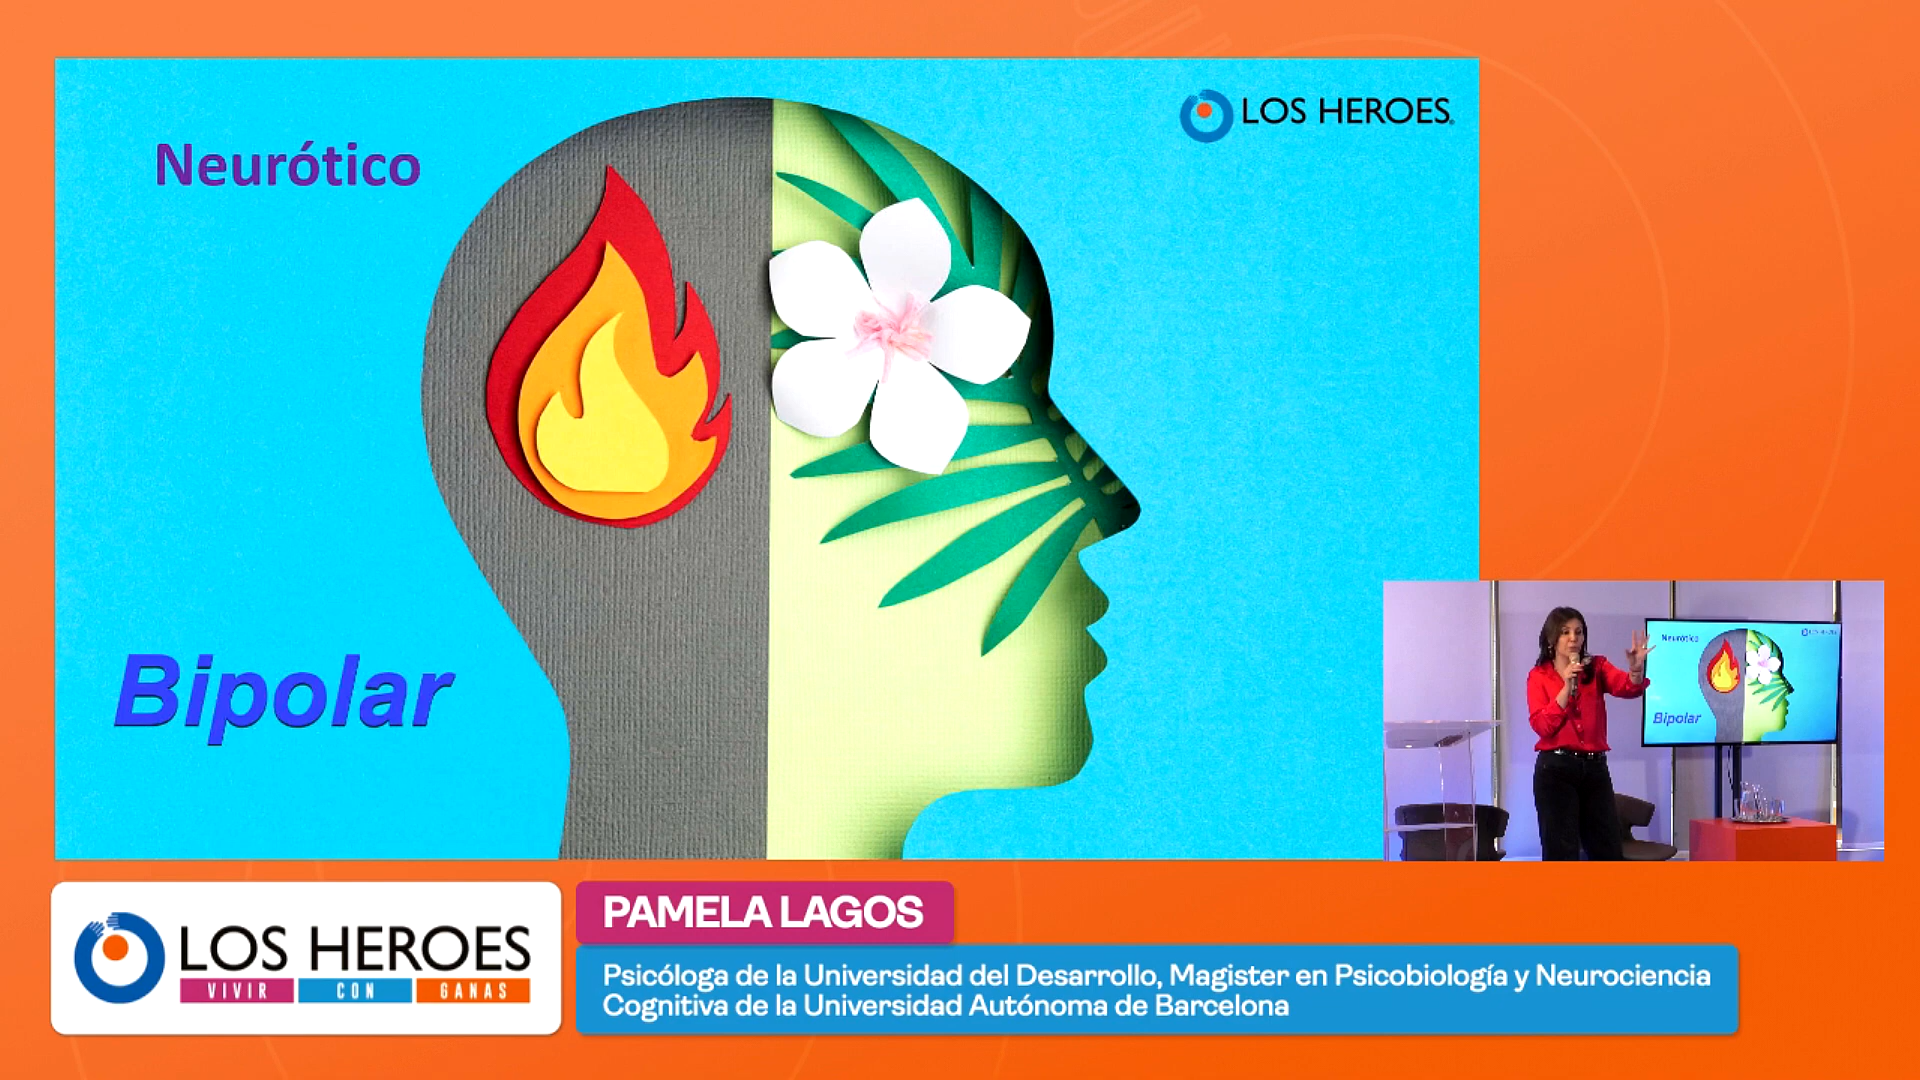 Neurótico
LOS HEROES
Bipolar
Neurótico
Bipolar
LOS HEROES
VIVIR CON GANAS
PAMELA LAGOS
Psicóloga de la Universidad del Desarrollo, Magister en Psicobiología y Neurociencia
Cognitiva de la Universidad Autónoma de Barcelona